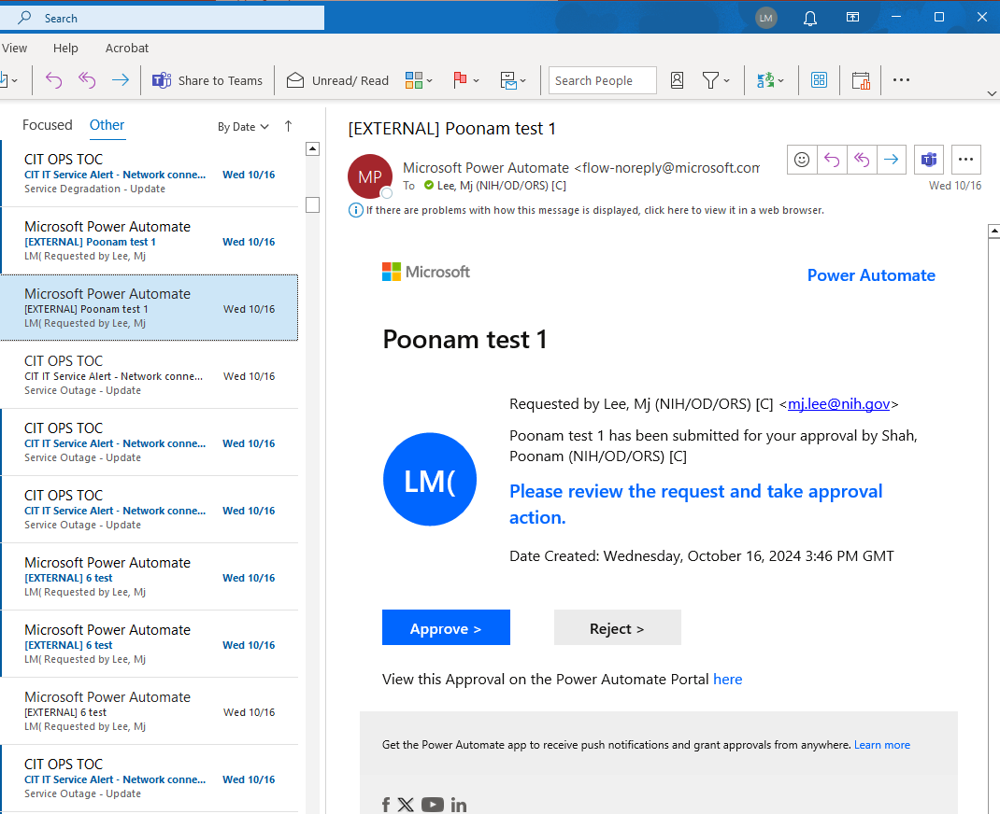 Search
LM
View Help Acrobat
Share to Teams
Unread/ Read
Search People
Focused Other By Date
CIT OPS TOC
CIT IT Service Alert - Network conne... Wed 10/16
Service Degradation - Update
Microsoft Power Automate
[EXTERNAL] Poonam test 1 Wed 10/16
LM( Requested by Lee, Mj
Microsoft Power Automate
[EXTERNAL] Poonam test 1 Wed 10/16
LM( Requested by Lee, Mj
CIT OPS TOC
CIT IT Service Alert - Network conne... Wed 10/16
Service Outage - Update
CIT OPS TOC
CIT IT Service Alert - Network conne... Wed 10/16
Service Outage - Update
CIT OPS TOC
CIT IT Service Alert - Network conne... Wed 10/16
Service Outage - Update
Microsoft Power Automate
[EXTERNAL] 6 test Wed 10/16
LM( Requested by Lee, Mj
Microsoft Power Automate
[EXTERNAL] 6 test Wed 10/16
LM( Requested by Lee, Mj
Microsoft Power Automate
[EXTERNAL] 6 test Wed 10/16
LM( Requested by Lee, Mj
CIT OPS TOC
CIT IT Service Alert - Network conne... Wed 10/16
Service Outage - Update
[EXTERNAL] Poonam test 1
MP
Microsoft Power Automate <flow-noreply@microsoft.com
To Lee, Mj (NIH/OD/ORS) [C]
Wed 10/16
If there are problems with how this message is displayed, click here to view it in a web browser.
Microsoft
Power Automate
Poonam test 1
LM(
Requested by Lee, Mj (NIH/OD/ORS) [C] <mj.lee@nih.gov>
Poonam test 1 has been submitted for your approval by Shah,
Poonam (NIH/OD/ORS) [C]
Please review the request and take approval
action.
Date Created: Wednesday, October 16, 2024 3:46 PM GMT
Approve > Reject >
View this Approval on the Power Automate Portal here
Get the Power Automate app to receive push notifications and grant approvals from anywhere. Learn more